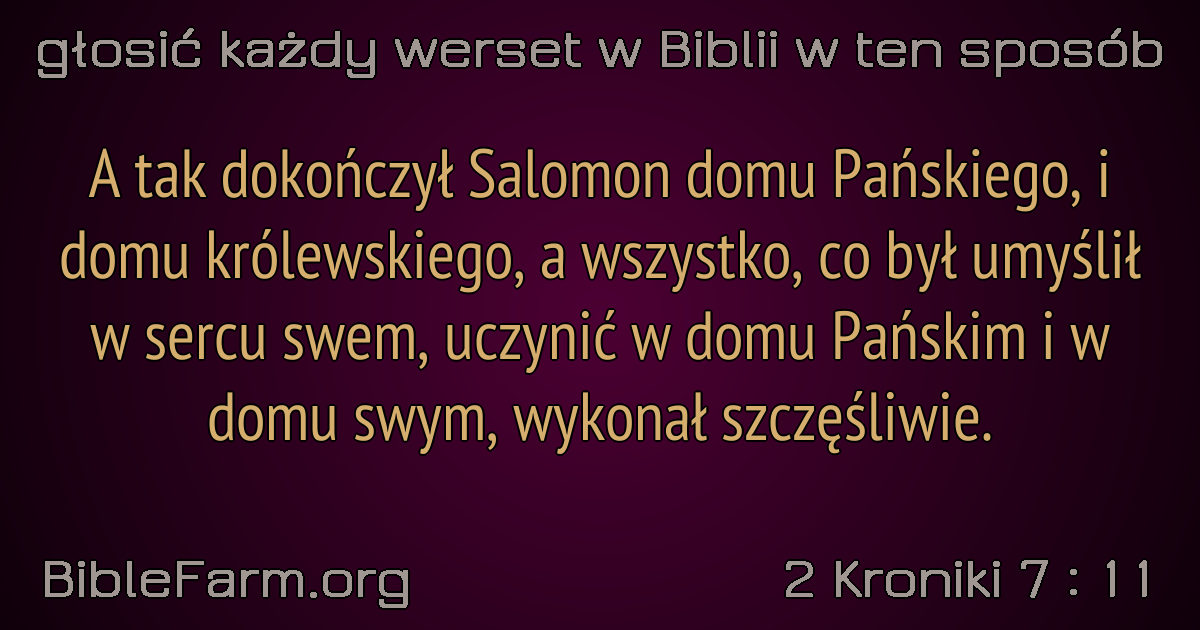 głosić każdy werset w Biblii w ten sposób
A tak dokończył Salomon domu Pańskiego, i
domu królewskiego, a wszystko, co był umyślił
w sercu swem, uczynić w domu Pańskim i w
domu swym, wykonał szczęśliwie.
BibleFarm.org
2 Kroniki 7 : 11